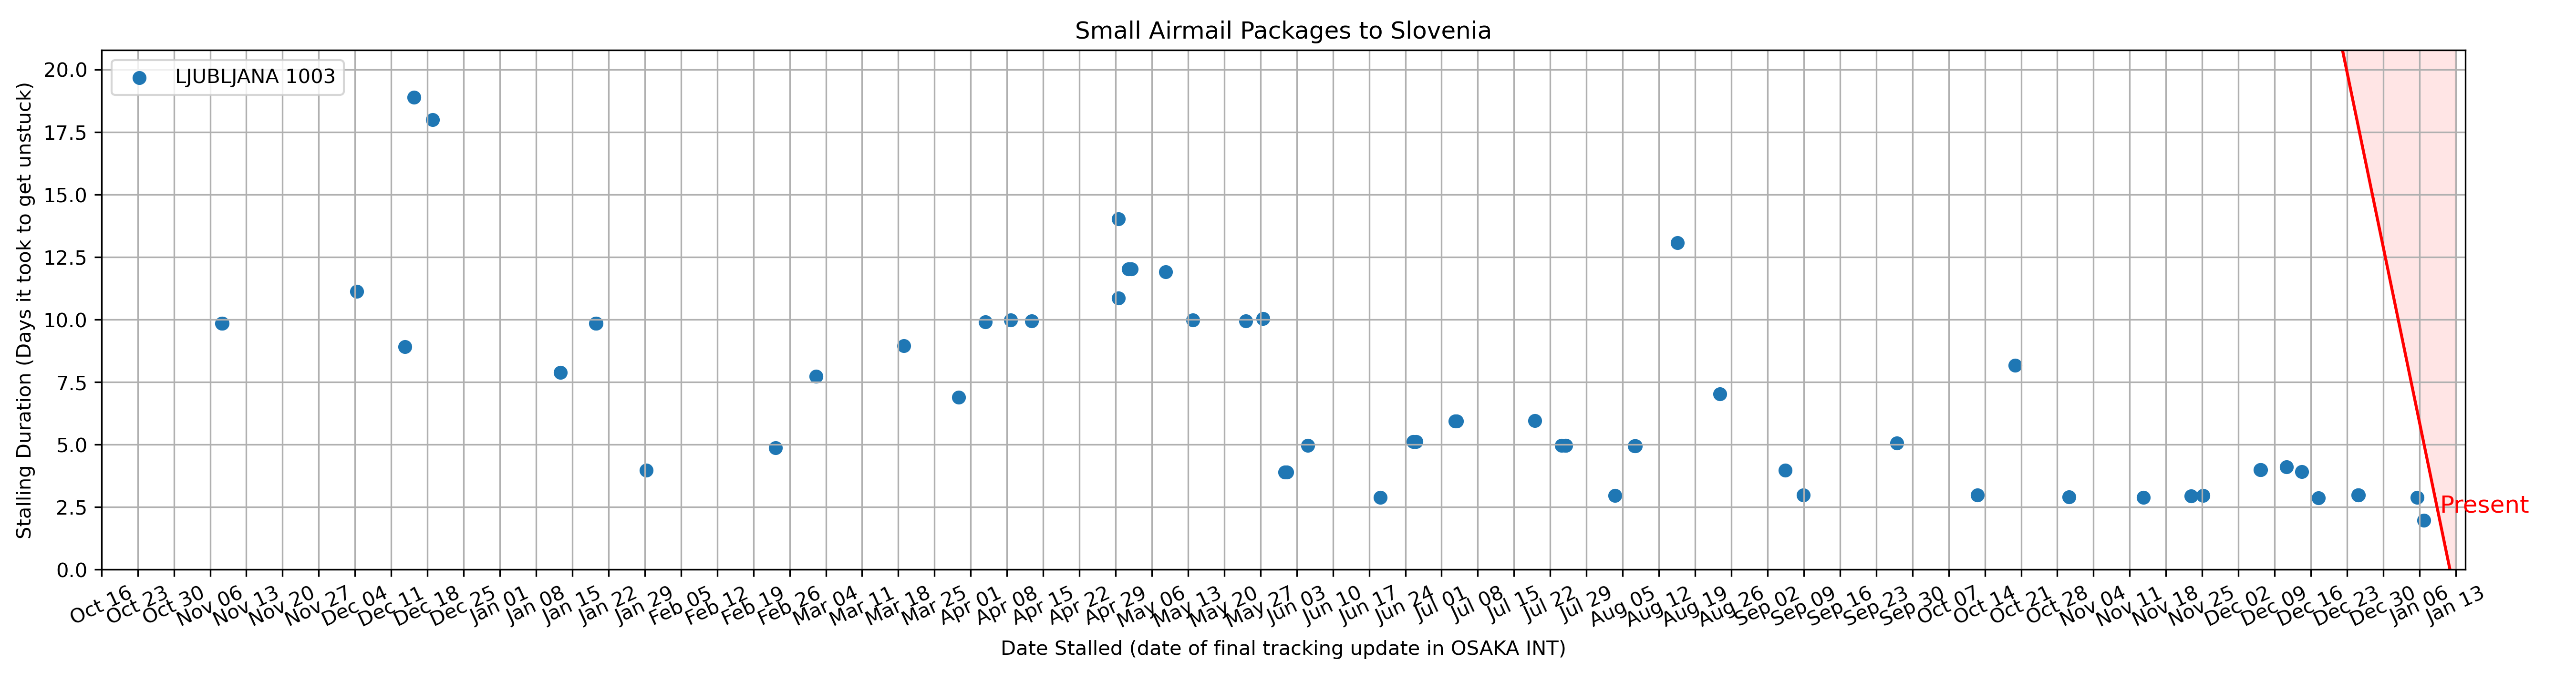 Small Airmail Packages to Slovenia
LJUBLJANA 1003
Stalling Duration (Days it took to get unstuck)
20.0
17.5
15.0
12.5
10.0
7.5
5.0
2.5
0.0
Present
Oct 16 Oct 23 Oct 30 Nov 06 Nov 13 Nov 20 Nov 27 Dec 04 Dec 11 Dec 18 Dec 25 Jan 01 Jan 08 Jan 15 Jan 22 Jan 29 Feb 05 Feb 12 Feb 19 Feb 26 Mar 04 Mar 11 Mar 18 Mar 25 Apr 01 Apr 08 Apr 15 Apr 22 Apr 29 May 06 May 13 May 20 May 27 Jun 03 Jun 10 Jun 17 Jun 24 Jul 01 Jul 08 Jul 15 Jul 22 Jul 29 Aug 05 Aug 12 Aug 19 Aug 26 Sep 02 Sep 09 Sep 16 Sep 23 Sep 30 Oct 07 Oct 14 Oct 21 Oct 28 Nov 04 Nov 11 Nov 18 Nov 25 Dec 02 Dec 09 Dec 16 Dec 23 Dec 30 Jan 06 Jan 13
Date Stalled (date of final tracking update in OSAKA INT)